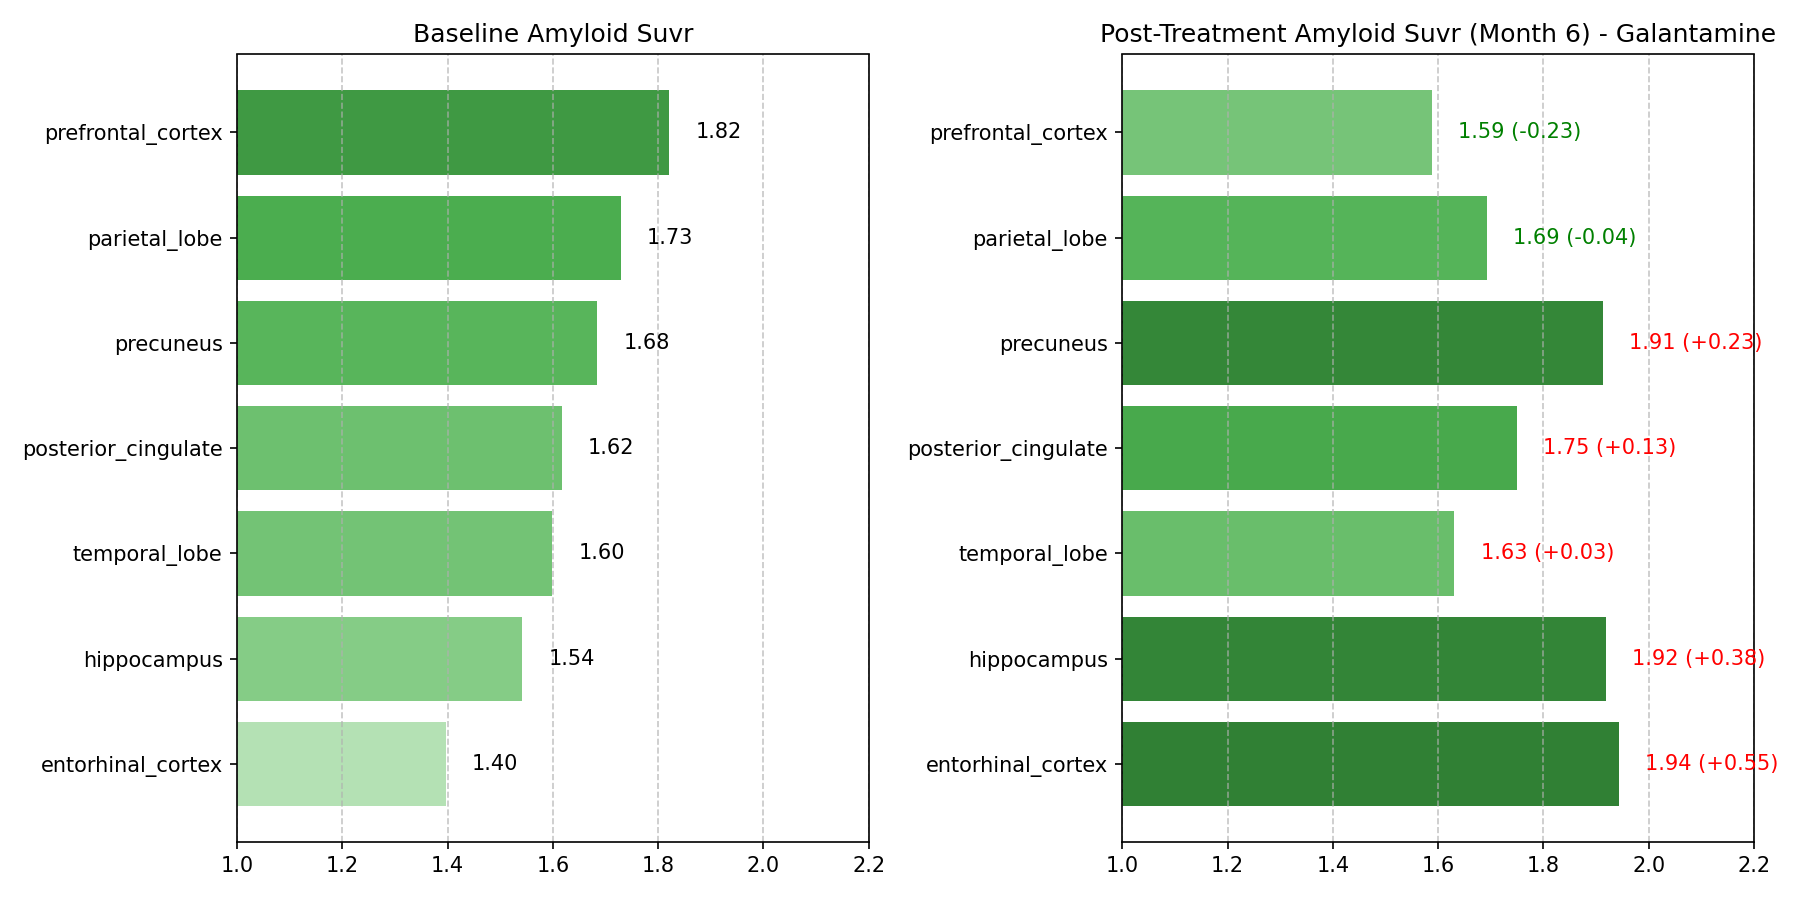 Baseline Amyloid Suvr
prefrontal_cortex 1.82
parietal_lobe 1.73
precuneus 1.68
posterior_cingulate 1.62
temporal_lobe 1.60
hippocampus 1.54
entorhinal_cortex 1.40
1.0 1.2 1.4 1.6 1.8 2.0 2.2
Post-Treatment Amyloid Suvr (Month 6) - Galantamine
prefrontal_cortex 1.59 (-0.23)
parietal_lobe 1.69 (-0.04)
precuneus 1.91 (+0.23)
posterior_cingulate 1.75 (+0.13)
temporal_lobe 1.63 (+0.03)
hippocampus 1.92 (+0.38)
entorhinal_cortex 1.94 (+0.55)
1.0 1.2 1.4 1.6 1.8 2.0 2.2